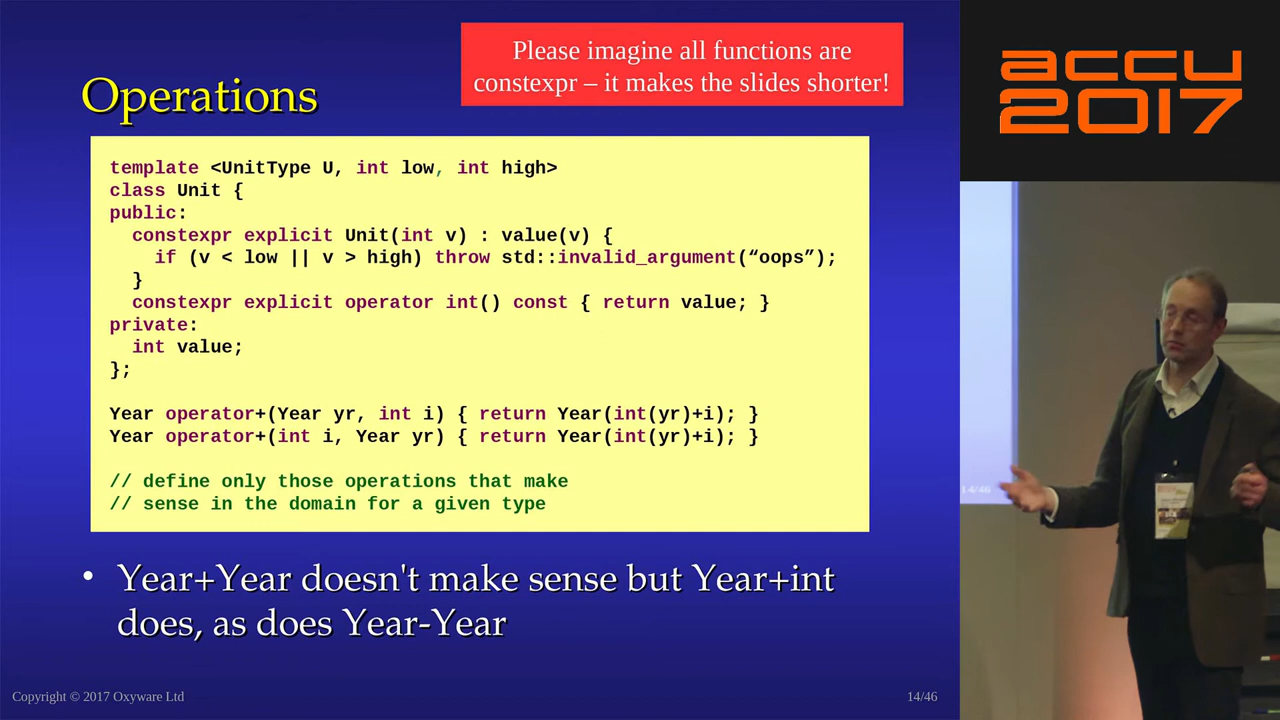 Please imagine all functions are
constexpr – it makes the slides shorter!
Operations
template <UnitType U, int low, int high>
class Unit {
public:
  constexpr explicit Unit(int v) : value(v) {
    if (v < low || v > high) throw std::invalid_argument(“oops”);
  }
  constexpr explicit operator int() const { return value; }
private:
  int value;
};
Year operator+(Year yr, int i) { return Year(int(yr)+i); }
Year operator+(int i, Year yr) { return Year(int(yr)+i); }
// define only those operations that make
// sense in the domain for a given type
• Year+Year doesn't make sense but Year+int
does, as does Year-Year
Copyright © 2017 Oxyware Ltd
14/46
accu
2017
14/46